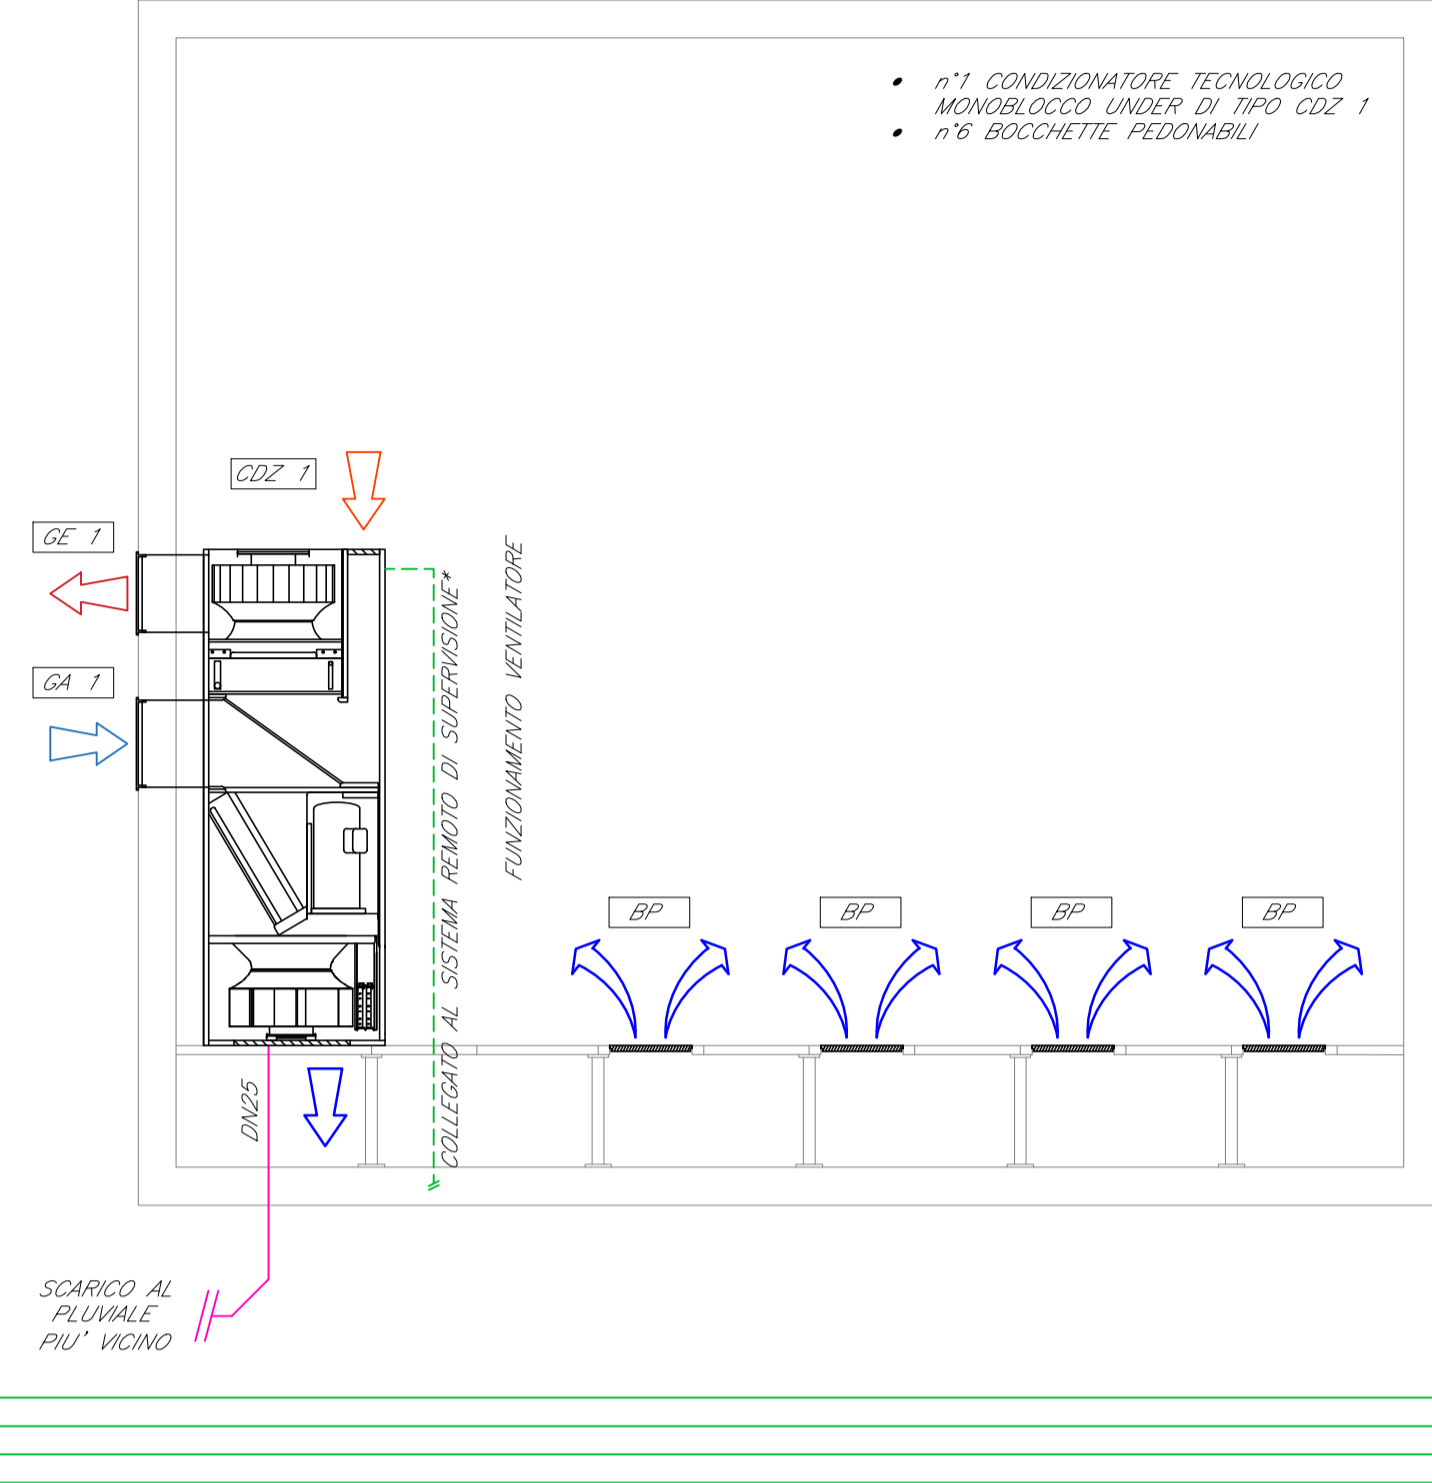 n°1 CONDIZIONATORE TECNOLOGICO
MONOBLOCCO UNDER DI TIPO CDZ 1
n°6 BOCCHETTE PEDONABILI
CDZ 1
GE 1
GA 1
COLLEGATO AL SISTEMA REMOTO DI SUPERVISIONE*
FUNZIONAMENTO VENTILATORE
BP
BP
BP
BP
DN25
SCARICO AL
PLUVIALE
PIU' VICINO